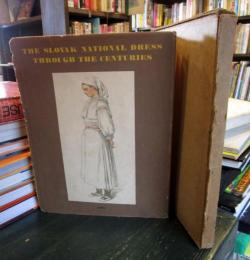 THE SLOVAK NATIONAL DRESS
THROUGH THE CENTURIES